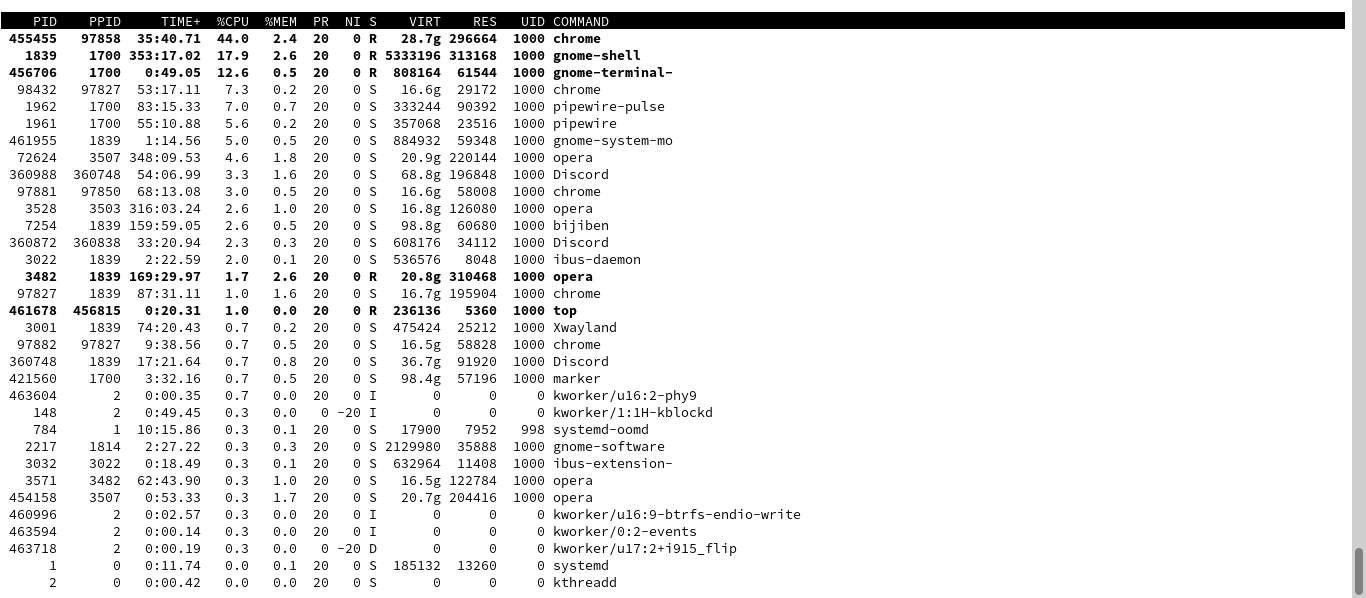 PID PPID TIME+ %CPU %MEM PR NI S VIRT RES UID COMMAND
455455 97858 35:40.71 44.0 2.4 20 0 R 28.7g 296664 1000 chrome
1839 1700 353:17.02 17.9 2.6 20 0 R 5333196 313168 1000 gnome-shell
456706 1700 0:49.05 12.6 0.5 20 0 R 808164 61544 1000 gnome-terminal-
98432 97827 53:17.11 7.3 0.2 20 0 S 16.6g 29172 1000 chrome
1962 1700 83:15.33 7.0 0.7 20 0 S 333244 90392 1000 pipewire-pulse
1961 1700 55:10.88 5.6 0.2 20 0 S 357068 23516 1000 pipewire
461955 1839 1:14.56 5.0 0.5 20 0 S 884932 59348 1000 gnome-system-mo
72624 3507 348:09.53 4.6 1.8 20 0 S 20.9g 220144 1000 opera
360988 360748 54:06.99 3.3 1.6 20 0 S 68.8g 196848 1000 Discord
97881 97850 68:13.08 3.0 0.5 20 0 S 16.6g 58008 1000 chrome
3528 3503 316:03.24 2.6 1.0 20 0 S 16.8g 126080 1000 opera
7254 1839 159:59.05 2.6 0.5 20 0 S 98.8g 60680 1000 bijiben
360872 360838 33:20.94 2.3 0.3 20 0 S 608176 34112 1000 Discord
3022 1839 2:22.59 2.0 0.1 20 0 S 536576 8048 1000 ibus-daemon
3482 1839 169:29.97 1.7 2.6 20 0 R 20.8g 310468 1000 opera
97827 1839 87:31.11 1.0 1.6 20 0 S 16.7g 195904 1000 chrome
461678 456815 0:20.31 1.0 0.0 20 0 R 236136 5360 1000 top
3001 1839 74:20.43 0.7 0.2 20 0 S 475424 25212 1000 Xwayland
97882 97827 9:38.56 0.7 0.5 20 0 S 16.5g 58828 1000 chrome
360748 1839 17:21.64 0.7 0.8 20 0 S 36.7g 91920 1000 Discord
421560 1700 3:32.16 0.7 0.5 20 0 S 98.4g 57196 1000 marker
463604 2 0:00.35 0.7 0.0 20 0 I 0 0 0 kworker/u16:2-phy9
148 2 0:49.45 0.3 0.0 0 -20 I 0 0 0 kworker/1:1H-kblockd
784 1 10:15.86 0.3 0.1 20 0 S 17900 7952 998 systemd-oomd
2217 1814 2:27.22 0.3 0.3 20 0 S 2129980 35888 1000 gnome-software
3032 3022 0:18.49 0.3 0.1 20 0 S 632964 11408 1000 ibus-extension-
3571 3482 62:43.90 0.3 1.0 20 0 S 16.5g 122784 1000 opera
454158 3507 0:53.33 0.3 1.7 20 0 S 20.7g 204416 1000 opera
460996 2 0:02.57 0.3 0.0 20 0 I 0 0 0 kworker/u16:9-btrfs-endio-write
463594 2 0:00.14 0.3 0.0 20 0 I 0 0 0 kworker/0:2-events
463718 2 0:00.19 0.3 0.0 0 -20 D 0 0 0 kworker/u17:2+i915_flip
1 0 0:11.74 0.0 0.1 20 0 S 185132 13260 0 systemd
2 0 0:00.42 0.0 0.0 20 0 S 0 0 0 kthreadd